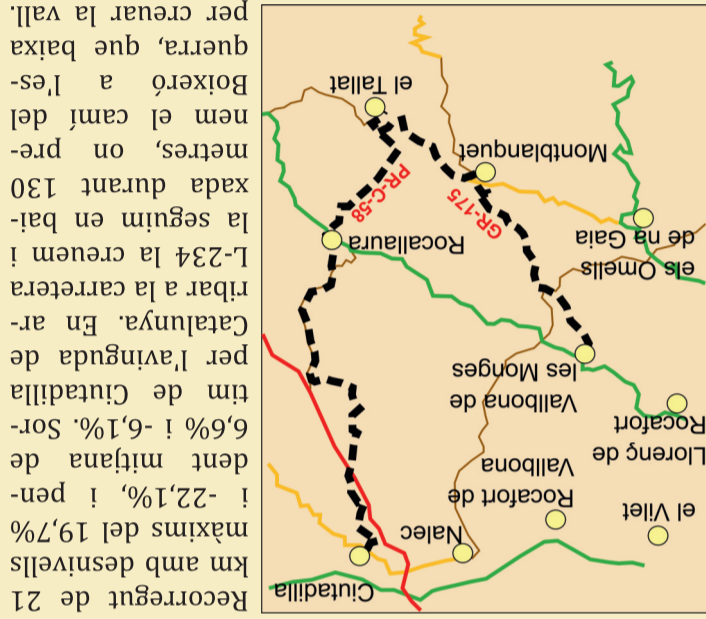 Recorregut de 21
km amb desnivells
màxims del 19,7%
i -22,1%, i pen-
dent mitjana de
6,6% i -6,1%. Sor-
tim de Ciutadilla
per l'avinguda de
Catalunya. En ar-
ribar a la carretera
L-234 la creuem i
la seguim en bai-
xada durant 130
metres, on pre-
nem el camí del
Boixeró a l'es-
querra, que baixa
per creuar la vall.
Ciutadilla
Nalec
el Vilet
Rocafort de
Vallbona
Lloreng de
Rocafort
Vallbona de
les Monges
els Omells
de na Gaia
Rocallaura
GR-175
PR-C-58
Montblanquet
el Tallat